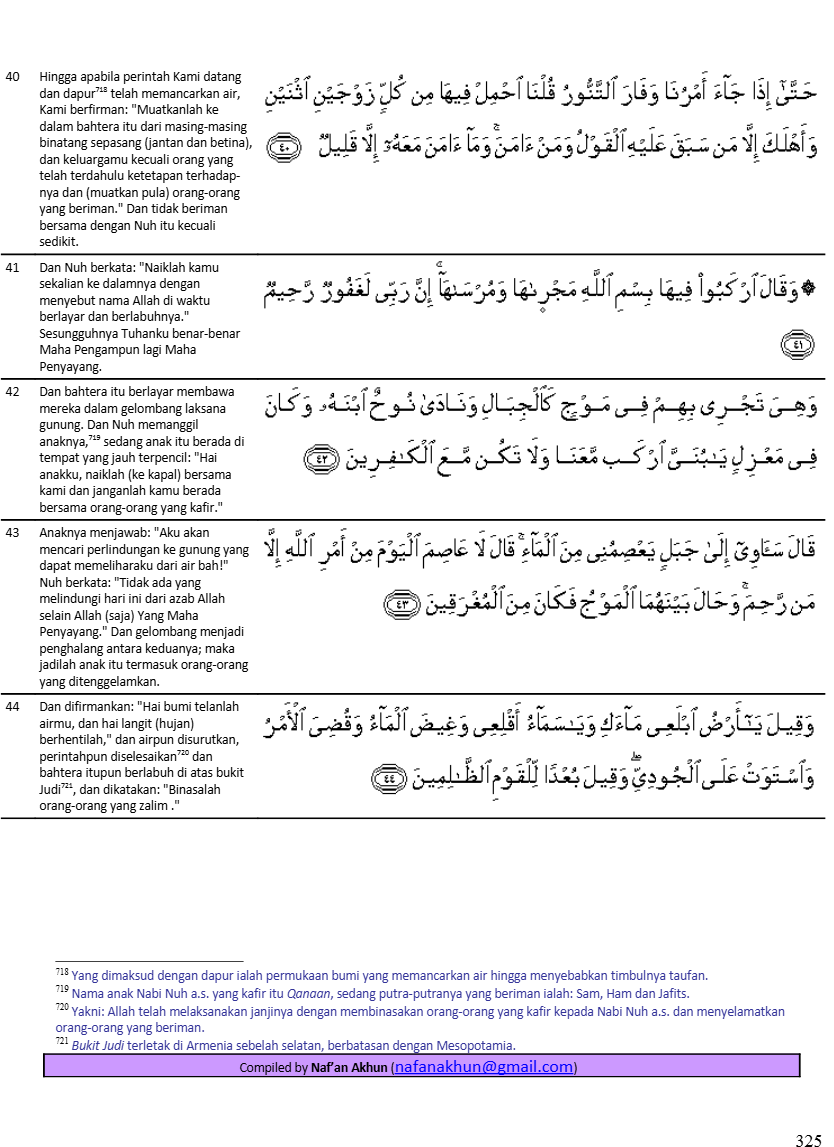 40 Hingga apabila perintah Kami datang
dan dapur⁷¹⁸ telah memancarkan air,
Kami berfirman: "Muatkanlah ke
dalam bahtera itu dari masing-masing
binatang sepasang (jantan dan betina),
dan keluargamu kecuali orang yang
telah terdahulu ketetapan terhadap-
nya dan (muatkan pula) orang-orang
yang beriman." Dan tidak beriman
bersama dengan Nuh itu kecuali
sedikit.
حَتَّىٰٓ إِذَا جَآءَ أَمْرُنَا وَفَارَ ٱلتَّنُّورُ قُلْنَا ٱحْمِلْ فِيهَا مِن كُلٍّ زَوْجَيْنِ ٱثْنَيْنِ
وَأَهْلَكَ إِلَّا مَن سَبَقَ عَلَيْهِ ٱلْقَوْلُ وَمَنْ ءَامَنَ ۚ وَمَآ ءَامَنَ مَعَهُۥٓ إِلَّا قَلِيلٌ ٤٠
41 Dan Nuh berkata: "Naiklah kamu
sekalian ke dalamnya dengan
menyebut nama Allah di waktu
berlayar dan berlabuhnya."
Sesungguhnya Tuhanku benar-benar
Maha Pengampun lagi Maha
Penyayang.
۞ وَقَالَ ٱرْكَبُوا۟ فِيهَا بِسْمِ ٱللَّهِ مَجْر۪ىٰهَا وَمُرْسَىٰهَآ ۚ إِنَّ رَبِّى لَغَفُورٌ رَّحِيمٌ
٤١
42 Dan bahtera itu berlayar membawa
mereka dalam gelombang laksana
gunung. Dan Nuh memanggil
anaknya,⁷¹⁹ sedang anak itu berada di
tempat yang jauh terpencil: "Hai
anakku, naiklah (ke kapal) bersama
kami dan janganlah kamu berada
bersama orang-orang yang kafir."
وَهِىَ تَجْرِى بِهِمْ فِى مَوْجٍ كَٱلْجِبَالِ وَنَادَىٰ نُوحٌ ٱبْنَهُۥ وَكَانَ
فِى مَعْزِلٍ يَـٰبُنَىَّ ٱرْكَب مَّعَنَا وَلَا تَكُن مَّعَ ٱلْكَـٰفِرِينَ ٤٢
43 Anaknya menjawab: "Aku akan
mencari perlindungan ke gunung yang
dapat memeliharaku dari air bah!"
Nuh berkata: "Tidak ada yang
melindungi hari ini dari azab Allah
selain Allah (saja) Yang Maha
Penyayang." Dan gelombang menjadi
penghalang antara keduanya; maka
jadilah anak itu termasuk orang-orang
yang ditenggelamkan.
قَالَ سَـَٔاوِىٓ إِلَىٰ جَبَلٍ يَعْصِمُنِى مِنَ ٱلْمَآءِ ۚ قَالَ لَا عَاصِمَ ٱلْيَوْمَ مِنْ أَمْرِ ٱللَّهِ إِلَّا
مَن رَّحِمَ ۚ وَحَالَ بَيْنَهُمَا ٱلْمَوْجُ فَكَانَ مِنَ ٱلْمُغْرَقِينَ ٤٣
44 Dan difirmankan: "Hai bumi telanlah
airmu, dan hai langit (hujan)
berhentilah," dan airpun disurutkan,
perintahpun diselesaikan⁷²⁰ dan
bahtera itupun berlabuh di atas bukit
Judi⁷²¹, dan dikatakan: "Binasalah
orang-orang yang zalim ."
وَقِيلَ يَـٰٓأَرْضُ ٱبْلَعِى مَآءَكِ وَيَـٰسَمَآءُ أَقْلِعِى وَغِيضَ ٱلْمَآءُ وَقُضِىَ ٱلْأَمْرُ
وَٱسْتَوَتْ عَلَى ٱلْجُودِىِّ ۖ وَقِيلَ بُعْدًا لِّلْقَوْمِ ٱلظَّـٰلِمِينَ ٤٤
⁷¹⁸ Yang dimaksud dengan dapur ialah permukaan bumi yang memancarkan air hingga menyebabkan timbulnya taufan.
⁷¹⁹ Nama anak Nabi Nuh a.s. yang kafir itu Qanaan, sedang putra-putranya yang beriman ialah: Sam, Ham dan Jafits.
⁷²⁰ Yakni: Allah telah melaksanakan janjinya dengan membinasakan orang-orang yang kafir kepada Nabi Nuh a.s. dan menyelamatkan
orang-orang yang beriman.
⁷²¹ Bukit Judi terletak di Armenia sebelah selatan, berbatasan dengan Mesopotamia.
Compiled by Naf’an Akhun (nafanakhun@gmail.com)
325